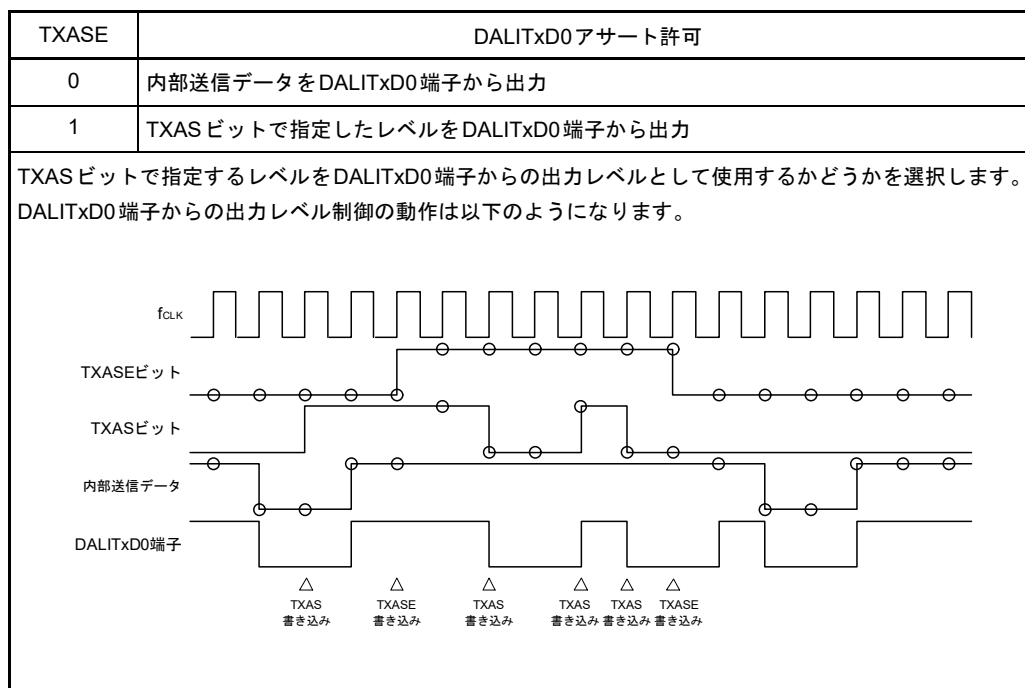 TXASE DALITxD0アサート許可
0 内部送信データをDALITxD0端子から出力
1 TXASビットで指定したレベルをDALITxD0端子から出力
TXASビットで指定するレベルをDALITxD0端子からの出力レベルとして使用するかどうかを選択します。
DALITxD0端子からの出力レベル制御の動作は以下のようになります。
fCLK
TXASEビット
TXASビット
内部送信データ
DALITxD0端子
△ △ △ △ △ △
TXAS TXASE TXAS TXAS TXAS TXASE
書き込み 書き込み 書き込み 書き込み 書き込み 書き込み